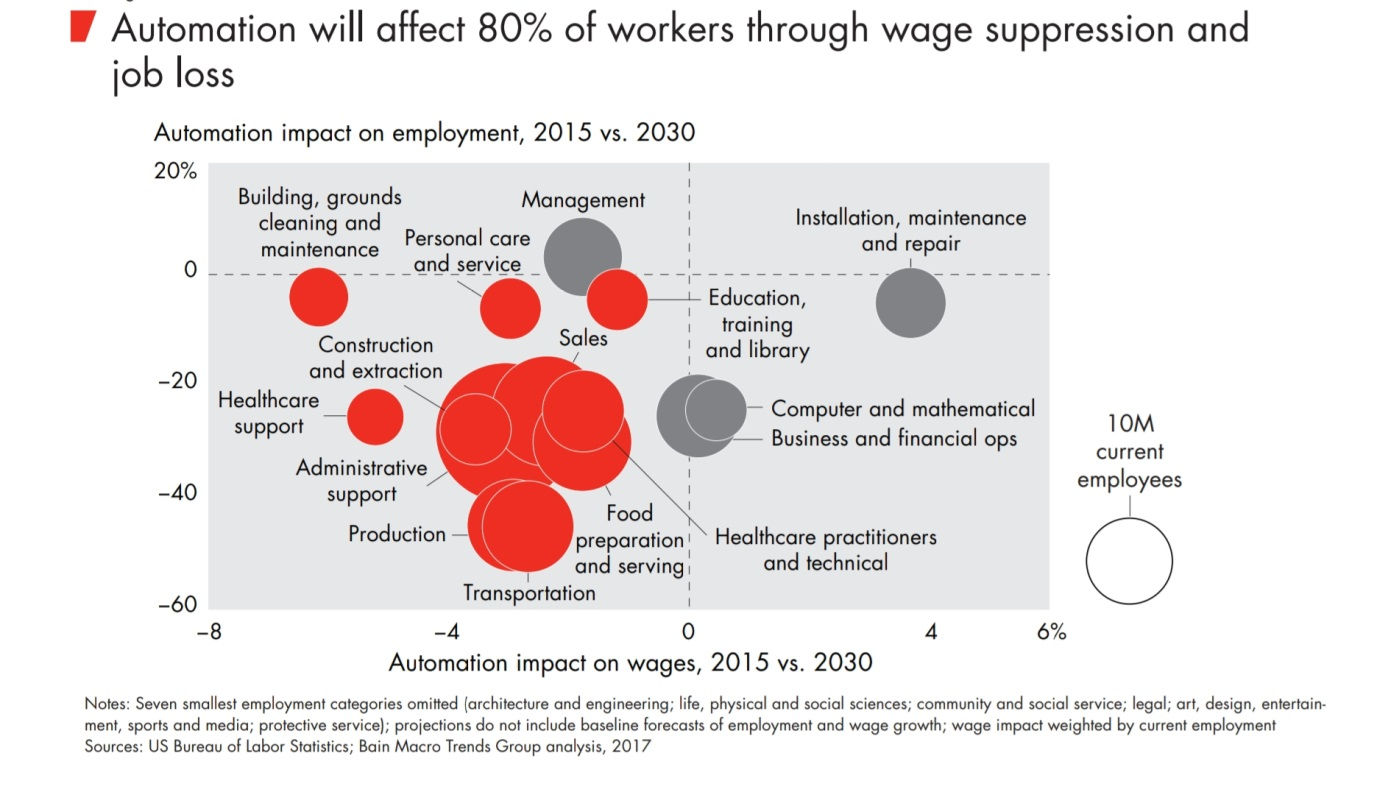 Automation will affect 80% of workers through wage suppression and
job loss
Automation impact on employment, 2015 vs. 2030
20%
0
−20
−40
−60
Building, grounds
cleaning and
maintenance
Personal care
and service
Management
Installation, maintenance
and repair
Education,
training
and library
Sales
Construction
and extraction
Healthcare
support
Administrative
support
Production
Transportation
Food
preparation
and serving
Healthcare practitioners
and technical
Computer and mathematical
Business and financial ops
10M
current
employees
−8
−4
0
4
6%
Automation impact on wages, 2015 vs. 2030
Notes: Seven smallest employment categories omitted (architecture and engineering; life, physical and social sciences; community and social service; legal; art, design, entertain-
ment, sports and media; protective service); projections do not include baseline forecasts of employment and wage growth; wage impact weighted by current employment
Sources: US Bureau of Labor Statistics; Bain Macro Trends Group analysis, 2017